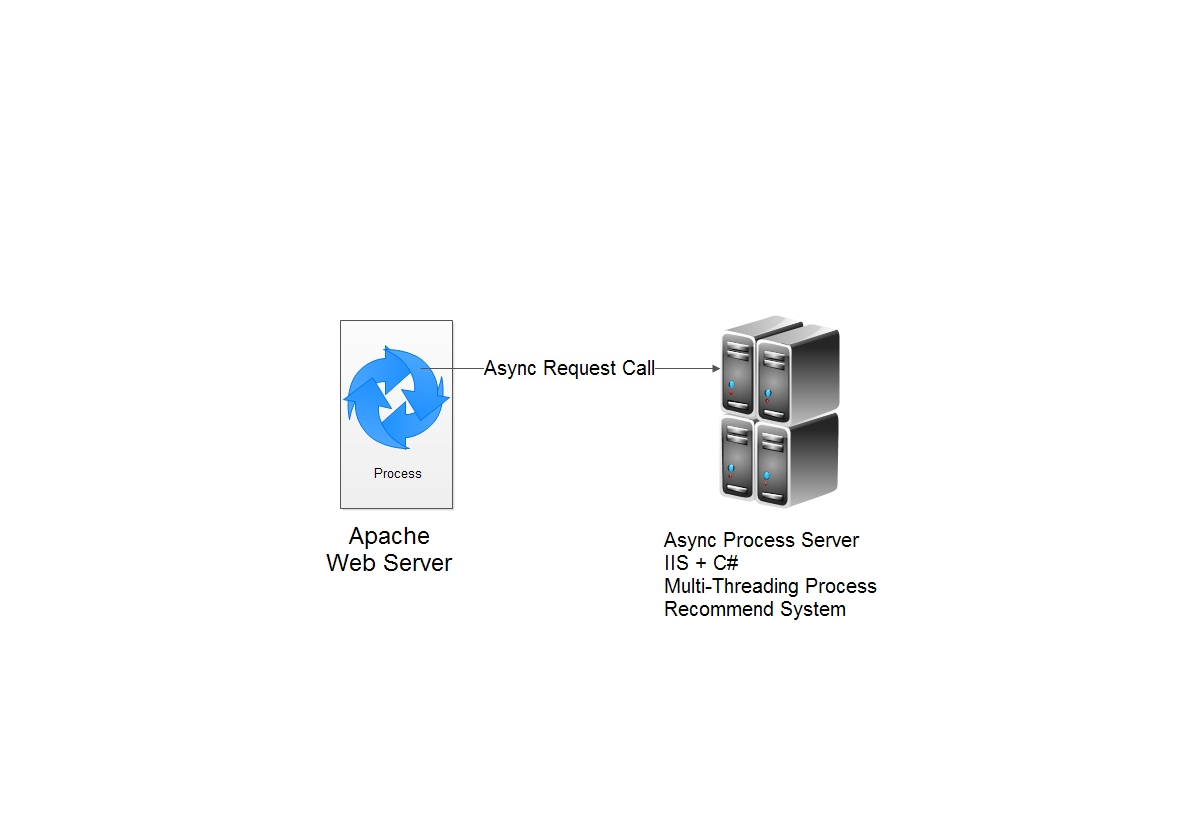 Async Request Call
Process
Apache
Web Server
Async Process Server
IIS + C#
Multi-Threading Process
Recommend System